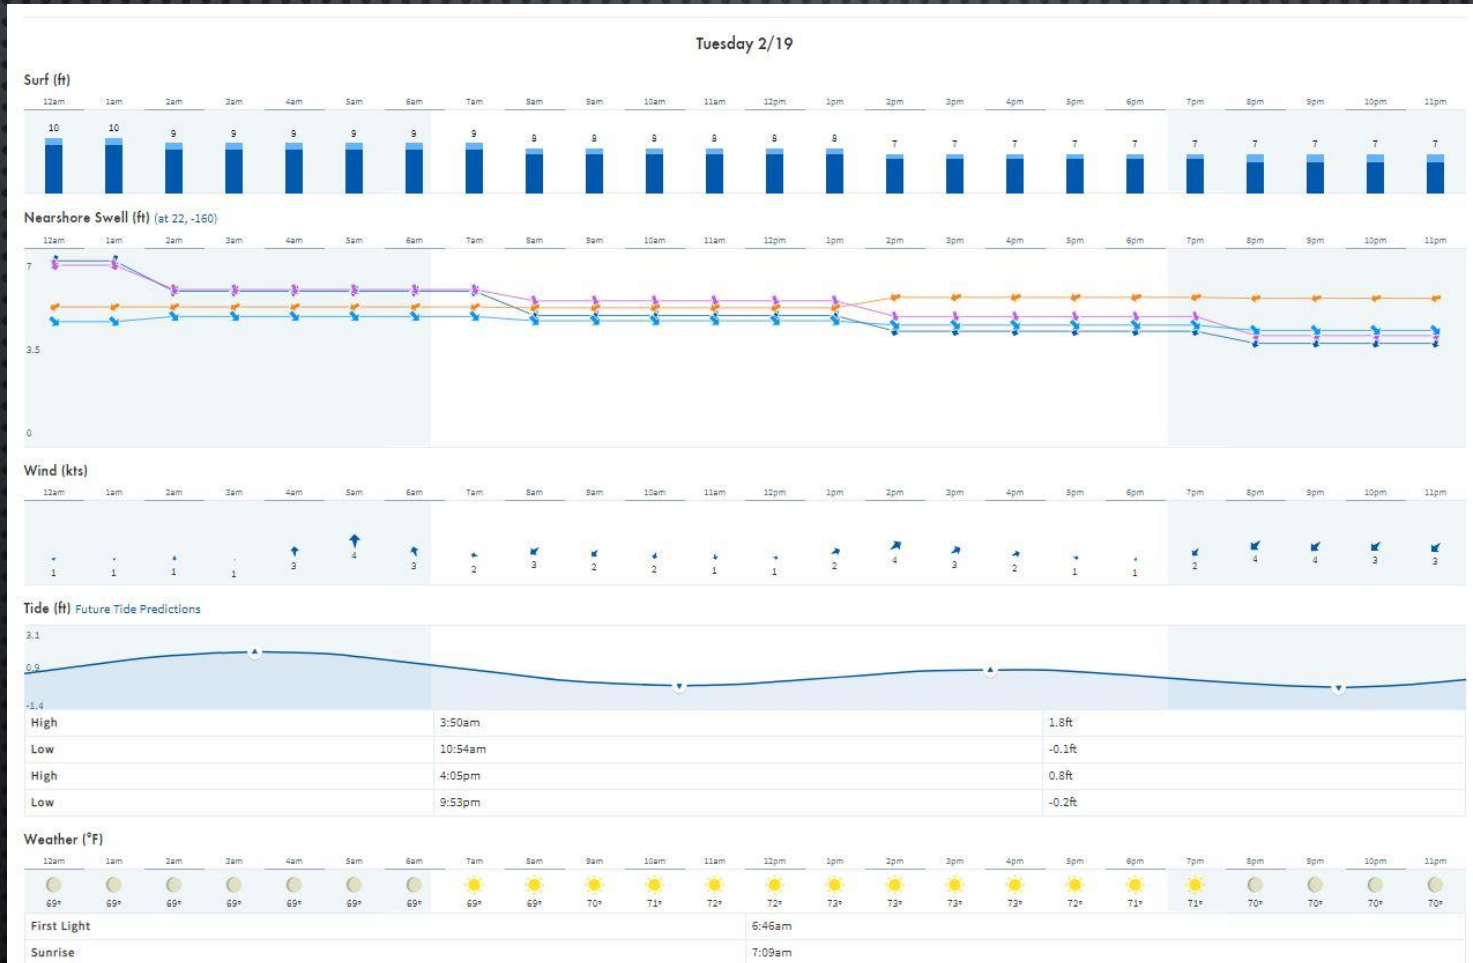 Tuesday 2/19
Surf (ft)
12am 1am 2am 3am 4am 5am 6am 7am 8am 9am 10am 11am 12pm 1pm 2pm 3pm 4pm 5pm 6pm 7pm 8pm 9pm 10pm 11pm
10 10 9 9 9 9 9 9 8 8 8 8 8 8 7 7 7 7 7 7 7 7 7 7
Nearshore Swell (ft) (at 22, -160)
12am 1am 2am 3am 4am 5am 6am 7am 8am 9am 10am 11am 12pm 1pm 2pm 3pm 4pm 5pm 6pm 7pm 8pm 9pm 10pm 11pm
7
3.5
0
Wind (kts)
12am 1am 2am 3am 4am 5am 6am 7am 8am 9am 10am 11am 12pm 1pm 2pm 3pm 4pm 5pm 6pm 7pm 8pm 9pm 10pm 11pm
1 1 1 1 3 4 3 2 3 2 2 1 1 2 4 3 2 1 1 2 4 4 3 3
Tide (ft) Future Tide Predictions
3.1
0.9
-1.4
High 3:50am 1.8ft
Low 10:54am -0.1ft
High 4:05pm 0.8ft
Low 9:53pm -0.2ft
Weather (°F)
12am 1am 2am 3am 4am 5am 6am 7am 8am 9am 10am 11am 12pm 1pm 2pm 3pm 4pm 5pm 6pm 7pm 8pm 9pm 10pm 11pm
69° 69° 69° 69° 69° 69° 69° 69° 69° 70° 71° 72° 72° 73° 73° 73° 73° 72° 71° 71° 70° 70° 70° 70°
First Light 6:46am
Sunrise 7:09am